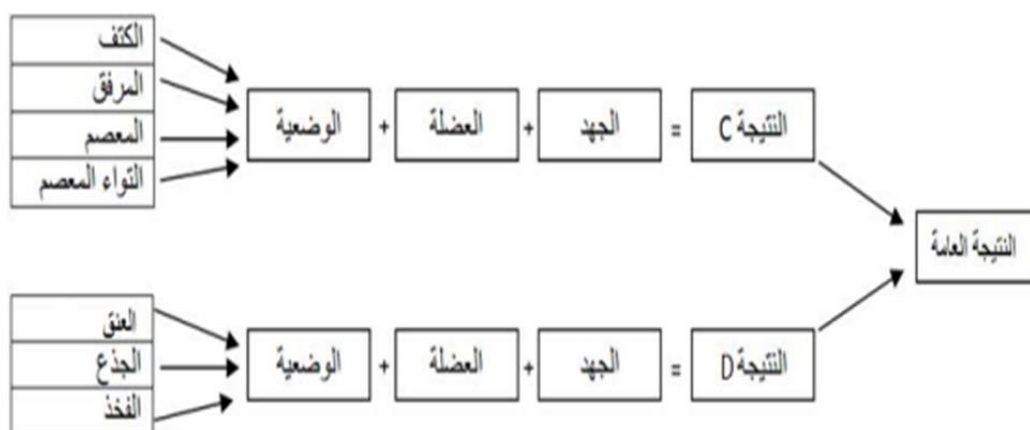 الكتف
المرفق
المعصم
التواء المعصم
الوضعية + العضلة + الجهد = النتيجة C
النتيجة العامة
العنق
الجذع
الفخذ
الوضعية + العضلة + الجهد = النتيجة D